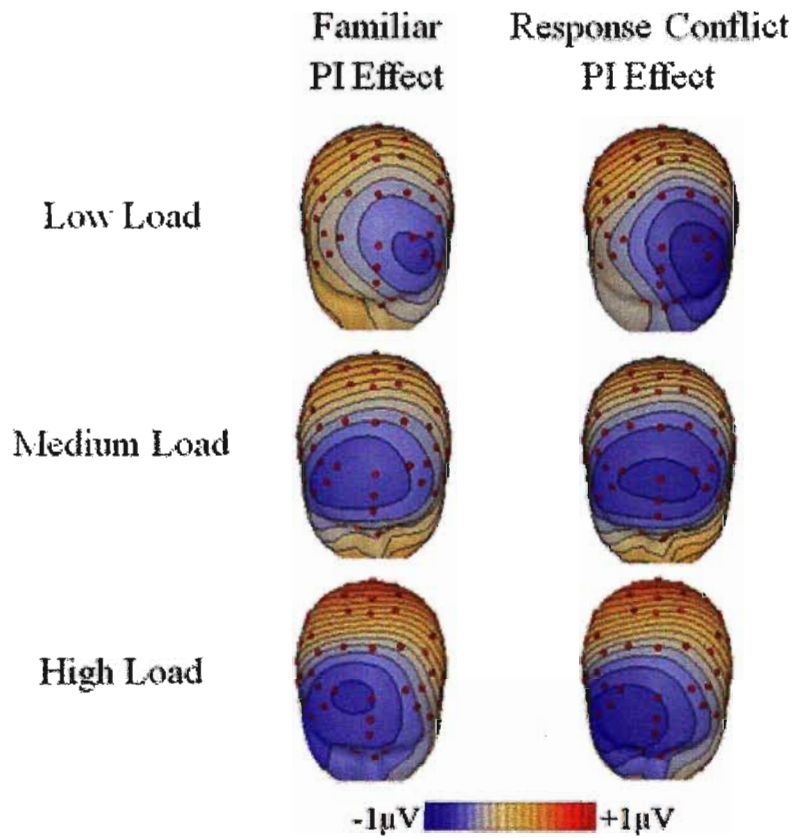 Familiar Response Conflict
PI Effect PI Effect
Low Load
Medium Load
High Load
-1µV +1µV